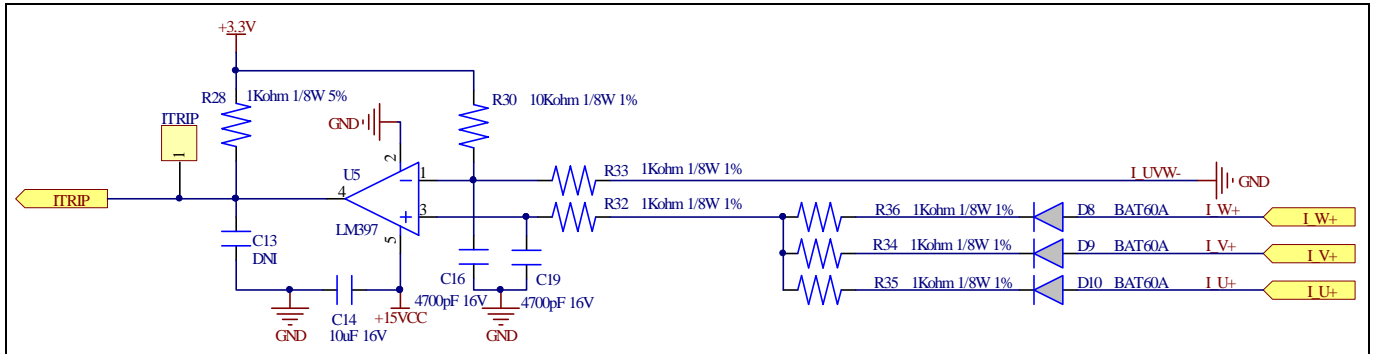 +3.3V
R28 1Kohm 1/8W 5%
R30 10Kohm 1/8W 1%
ITRIP
1
GND
2
U5
4
1
3
5
LM397
ITRIP
R33 1Kohm 1/8W 1%
I_UVW-
GND
R32 1Kohm 1/8W 1%
R36 1Kohm 1/8W 1%
D8 BAT60A
I_W+
I_W+
R34 1Kohm 1/8W 1%
D9 BAT60A
I_V+
I_V+
R35 1Kohm 1/8W 1%
D10 BAT60A
I_U+
I_U+
C13
DNI
C16
4700pF 16V
C19
4700pF 16V
GND
C14
10uF 16V
+15VCC
GND